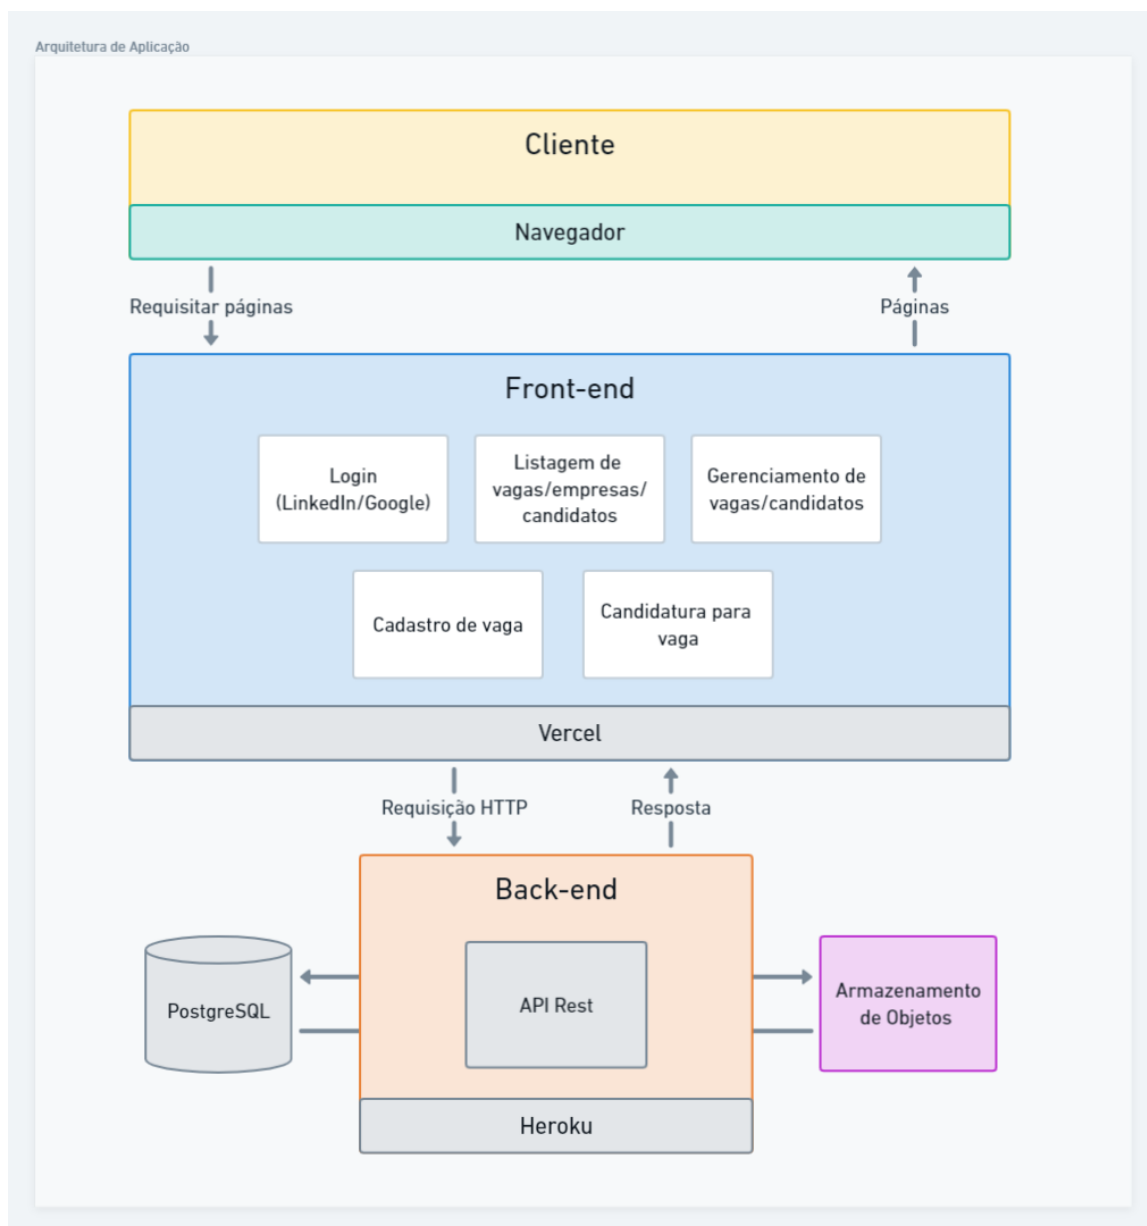 Arquitetura de Aplicação
Cliente
Navegador
Requisitar páginas
Páginas
Front-end
Login
(LinkedIn/Google)
Listagem de
vagas/empresas/
candidatos
Gerenciamento de
vagas/candidatos
Cadastro de vaga
Candidatura para
vaga
Vercel
Requisição HTTP
Resposta
Back-end
PostgreSQL
API Rest
Armazenamento
de Objetos
Heroku